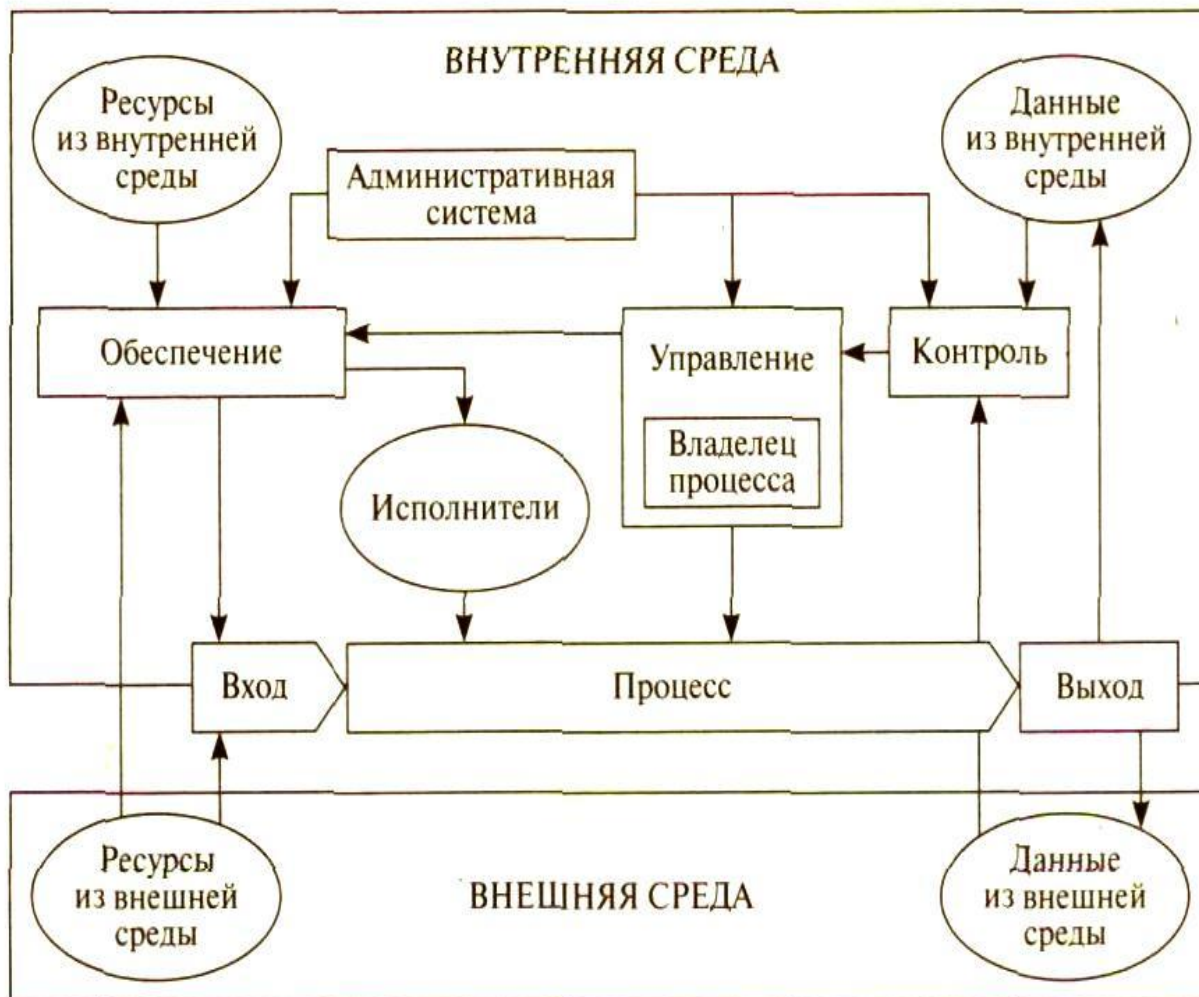 ВНУТРЕННЯЯ СРЕДА
Ресурсы
из внутренней
среды
Административная
система
Данные
из внутренней
среды
Обеспечение
Управление
Контроль
Владелец
процесса
Исполнители
Вход
Процесс
Выход
Ресурсы
из внешней
среды
ВНЕШНЯЯ СРЕДА
Данные
из внешней
среды